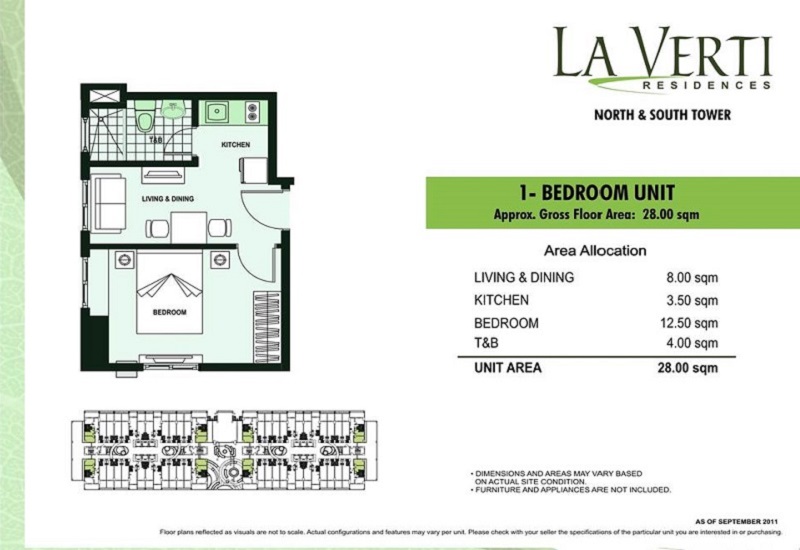 LA VERTI
RESIDENCES
NORTH & SOUTH TOWER
1- BEDROOM UNIT
Approx. Gross Floor Area: 28.00 sqm
Area Allocation
LIVING & DINING 8.00 sqm
KITCHEN 3.50 sqm
BEDROOM 12.50 sqm
T&B 4.00 sqm
UNIT AREA 28.00 sqm
T&B
KITCHEN
LIVING & DINING
BEDROOM
• DIMENSIONS AND AREAS MAY VARY BASED
ON ACTUAL SITE CONDITION.
• FURNITURE AND APPLIANCES ARE NOT INCLUDED.
AS OF SEPTEMBER 2011
Floor plans reflected as visuals are not to scale. Actual configurations and features may vary per unit. Please check with your seller the specifications of the particular unit you are interested in or purchasing.